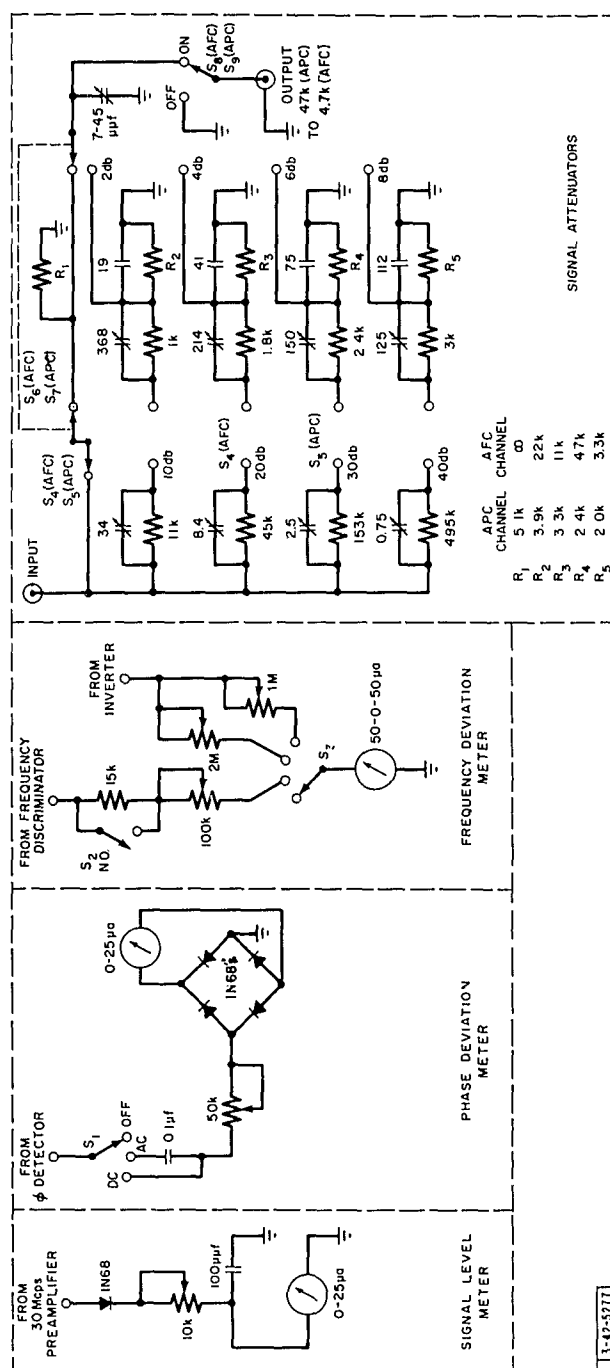 FROM
30 Mcps
PREAMPLIFIER
1N68
10k
100μμf
0-25μa
SIGNAL LEVEL
METER
FROM
φ DETECTOR
S1
OFF
AC
DC
0.1μf
50k
1N68's
0-25μa
PHASE DEVIATION
METER
FROM FREQUENCY
DISCRIMINATOR
S2
N.O.
15k
100k
FROM
INVERTER
2M
1M
S2
50-0-50μa
FREQUENCY DEVIATION
METER
INPUT
S4(AFC)
S5(APC)
S6(AFC)
S7(APC)
R1
7-45
μμf
ON
OFF
S8(AFC)
S9(APC)
OUTPUT
47k (APC)
TO 4.7k (AFC)
34
11k
10db
8.4
45k
20db
S4(AFC)
2.5
153k
30db
S5(APC)
0.75
495k
40db
368
1k
19
R2
2db
214
1.8k
41
R3
4db
150
2 4k
75
R4
6db
125
3k
112
R5
8db
APC CHANNEL AFC CHANNEL
R1 5 1k ∞
R2 3.9k 22k
R3 3 3k 11k
R4 2 4k 47k
R5 2 0k 3.3k
SIGNAL ATTENUATORS
3-42-5277